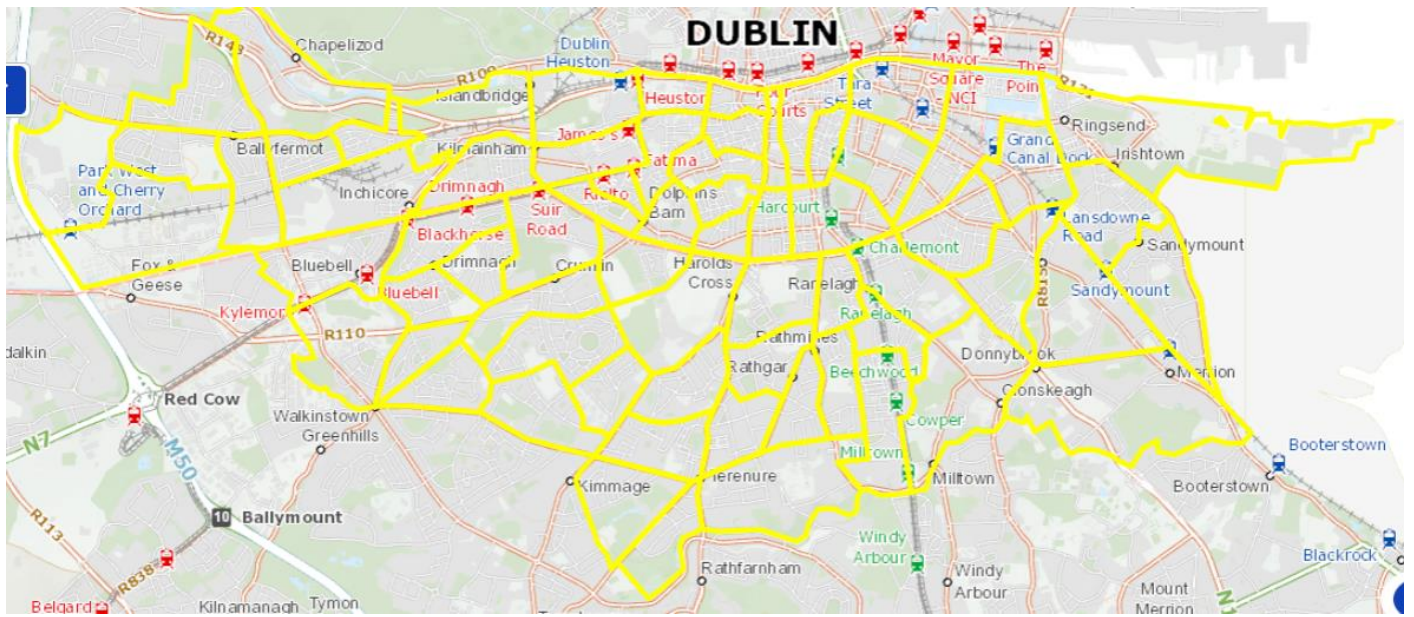 DUBLIN
R143
Chapelizod
Dublin
Heuston
R109
Islandbridge
Heuston
Courts
Tara
Street
Mayor
Square
NCI
The
Point
R131
Ringsend
Irishtown
Grand
Canal Dock
Ballyfermot
James's
Kilmainham
Fatima
Park West
and Cherry
Orchard
Inchicore
Drimnagh
Rialto
Dolphins
Barn
Suir
Road
Harcourt
Lansdowne
Road
Blackhorse
Charlemont
Sandymount
Fox &
Geese
Bluebell
Drimnagh
Crumlin
Harolds
Cross
Ranelagh
R815
Sandymount
Bluebell
Kylemore
Ranelagh
R110
Rathmines
Donnybrook
dalkin
Rathgar
Beechwood
Merrion
Clonskeagh
Red Cow
Walkinstown
Greenhills
Cowper
N7
M50
Milltown
Milltown
Booterstown
Kimmage
Terenure
Booterstown
R113
10
Ballymount
Windy
Arbour
Blackrock
R838
Rathfarnham
Windy
Arbour
Mount
Merrion
Belgard
Kilnamanagh
Tymon
N1